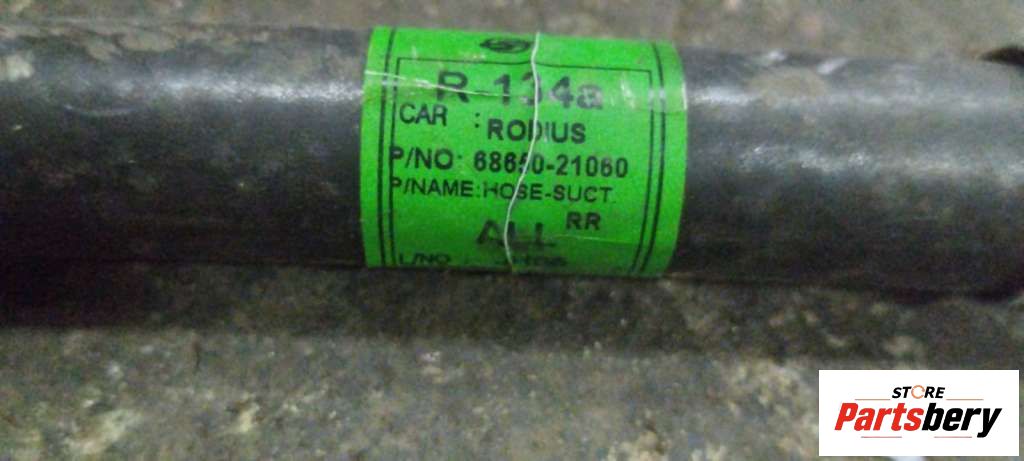 R-134a
CAR : RODIUS
P/NO: 68650-21060
P/NAME:HOSE-SUCT.
RR
ALL
L/NO :
STORE
Partsbery